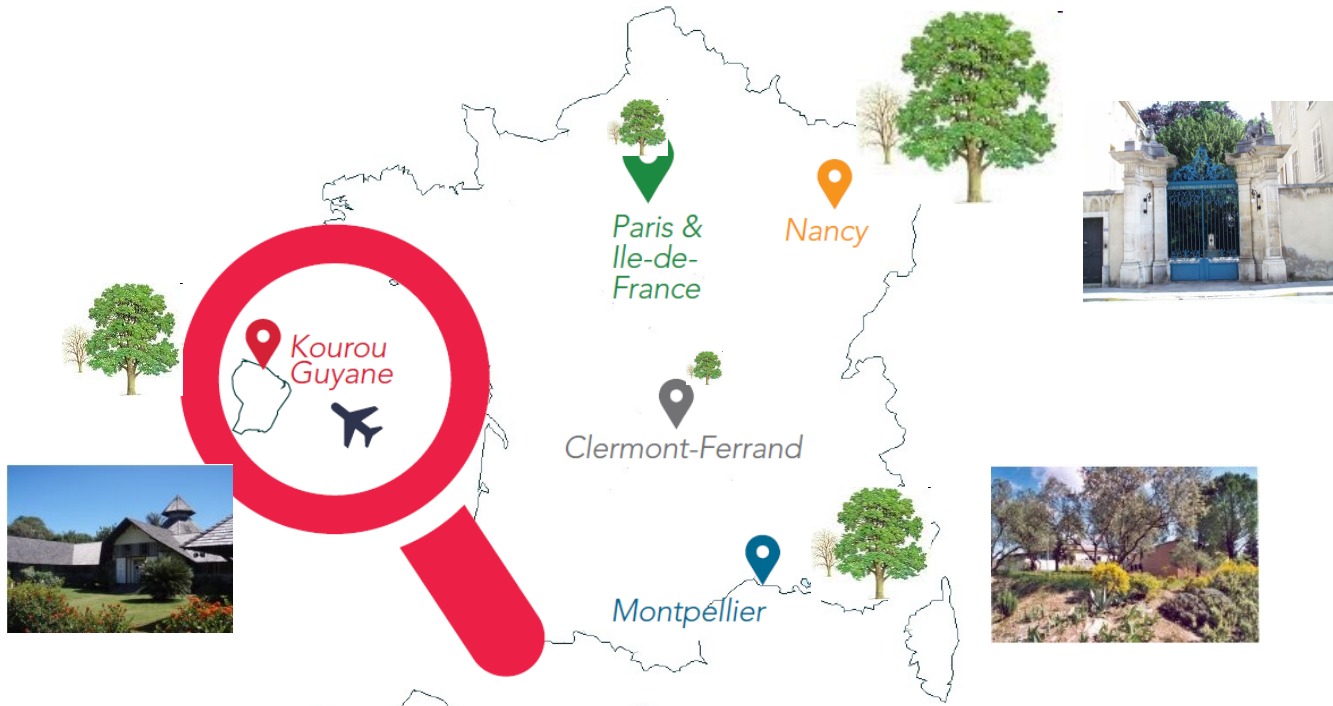 Paris &
Ile-de-
France
Nancy
Kourou
Guyane
Clermont-Ferrand
Montpellier